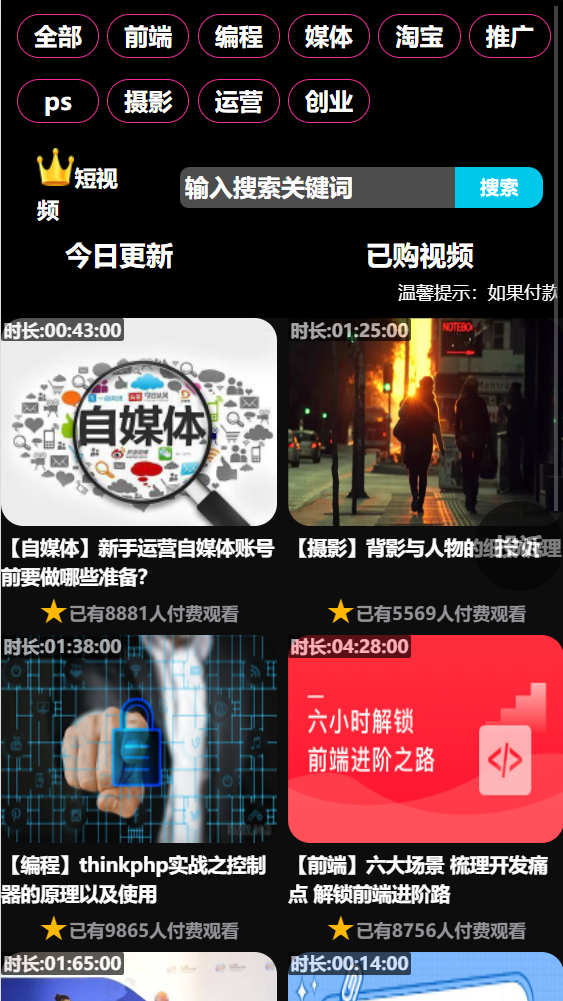 全部 前端 编程 媒体 淘宝 推广
ps 摄影 运营 创业
短视
频
输入搜索关键词 搜索
今日更新 已购视频
温馨提示：如果付款
时长:00:43:00 时长:01:25:00
NOTEBO
自媒体
【自媒体】新手运营自媒体账号
前要做哪些准备？
【摄影】背影与人物的细节处理
投诉
已有8881人付费观看 已有5569人付费观看
时长:01:38:00 时长:04:28:00
六小时解锁
前端进阶之路
</>
【编程】thinkphp实战之控制
器的原理以及使用
【前端】六大场景 梳理开发痛
点 解锁前端进阶路
已有9865人付费观看 已有8756人付费观看
时长:01:65:00 时长:00:14:00